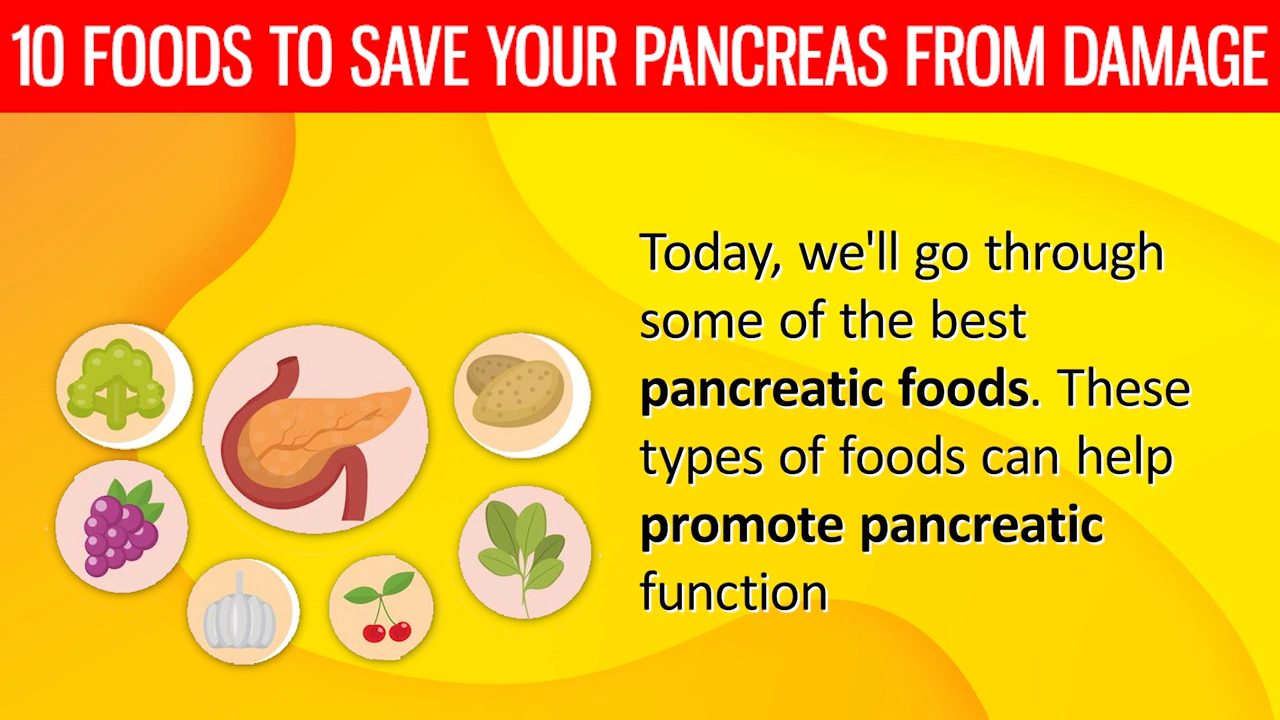 10 FOODS TO SAVE YOUR PANCREAS FROM DAMAGE
Today, we'll go through
some of the best
pancreatic foods. These
types of foods can help
promote pancreatic
function